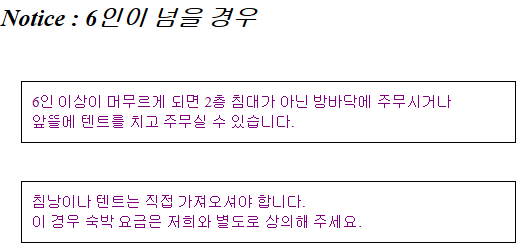 Notice : 6인이 넘을 경우
6인 이상이 머무르게 되면 2층 침대가 아닌 방바닥에 주무시거나
앞뜰에 텐트를 치고 주무실 수 있습니다.
침낭이나 텐트는 직접 가져오셔야 합니다.
이 경우 숙박 요금은 저희와 별도로 상의해 주세요.